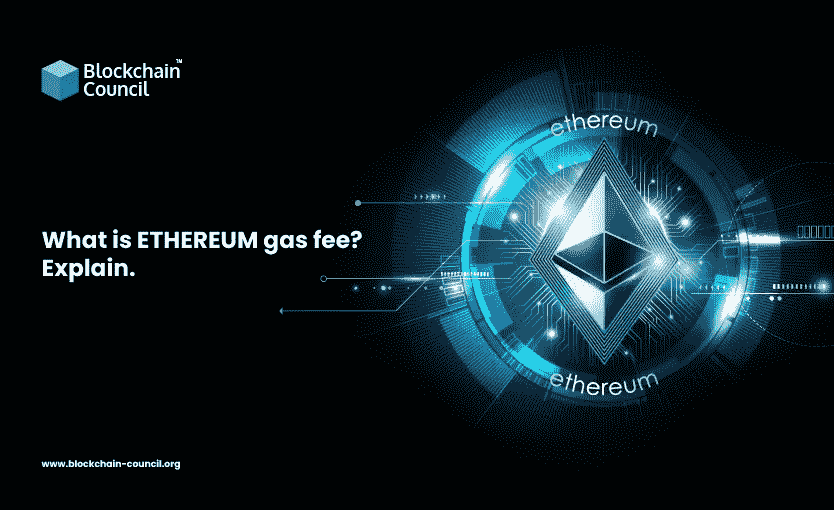 Blockchain™
Council
ethereum
What is ETHEREUM gas fee?
Explain.
ethereum
www.blockchain-council.org